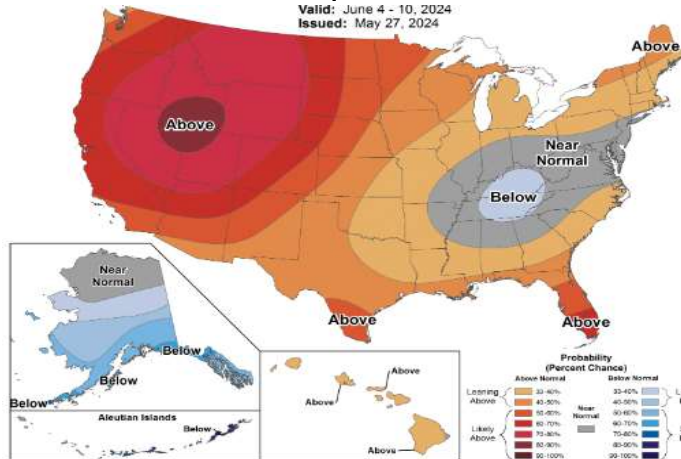 Valid: June 4 - 10, 2024
Issued: May 27, 2024
Above
Above
Near
Normal
Below
Near
Normal
Above
Above
Below
Below
Below
Aleutian Islands
Below
Above
Above
Above
Probability
(Percent Chance)
Above Normal
Below Normal
Leaning
Above
33-40%
33-40%
40-50%
40-50%
50-60%
50-60%
Likely
Above
60-70%
60-70%
70-80%
70-80%
80-90%
80-90%
90-100%
90-100%
Near
Normal
L